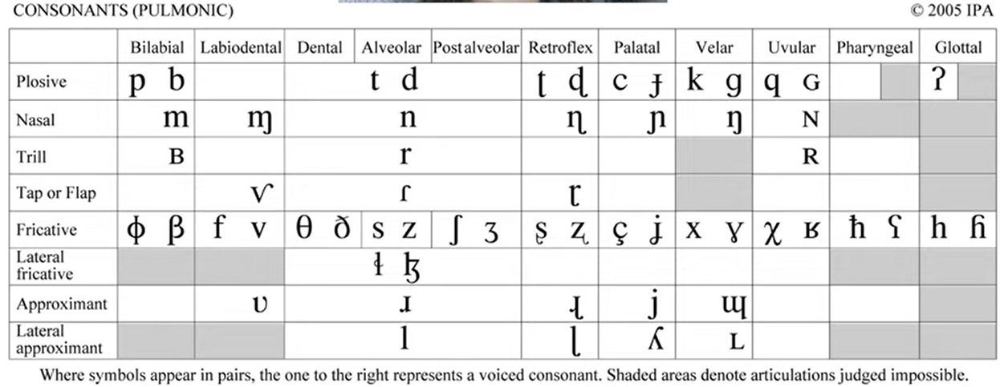 CONSONANTS (PULMONIC) © 2005 IPA
Bilabial Labiodental Dental Alveolar Postalveolar Retroflex Palatal Velar Uvular Pharyngeal Glottal
Plosive p b t d ʈ ɖ c ɟ k ɡ q ɢ ʔ
Nasal m ɱ n ɳ ɲ ŋ ɴ
Trill ʙ r ʀ
Tap or Flap ⱱ ɾ ɽ
Fricative ɸ β f v θ ð s z ʃ ʒ ʂ ʐ ç ʝ x ɣ χ ʁ ħ ʕ h ɦ
Lateral
fricative ɬ ɮ
Approximant ʋ ɹ ɻ j ɰ
Lateral
approximant l ɭ ʎ ʟ
Where symbols appear in pairs, the one to the right represents a voiced consonant. Shaded areas denote articulations judged impossible.